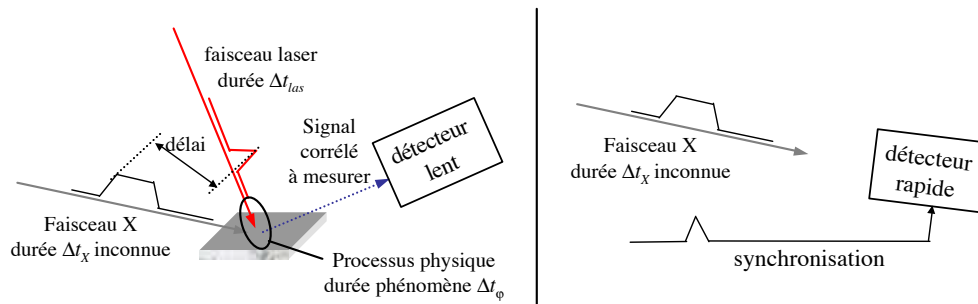 faisceau laser
durée Δt_las
délai
Signal
corrélé
à mesurer
détecteur
lent
Faisceau X
durée Δt_X inconnue
Processus physique
durée phénomène Δt_φ
Faisceau X
durée Δt_X inconnue
détecteur
rapide
synchronisation